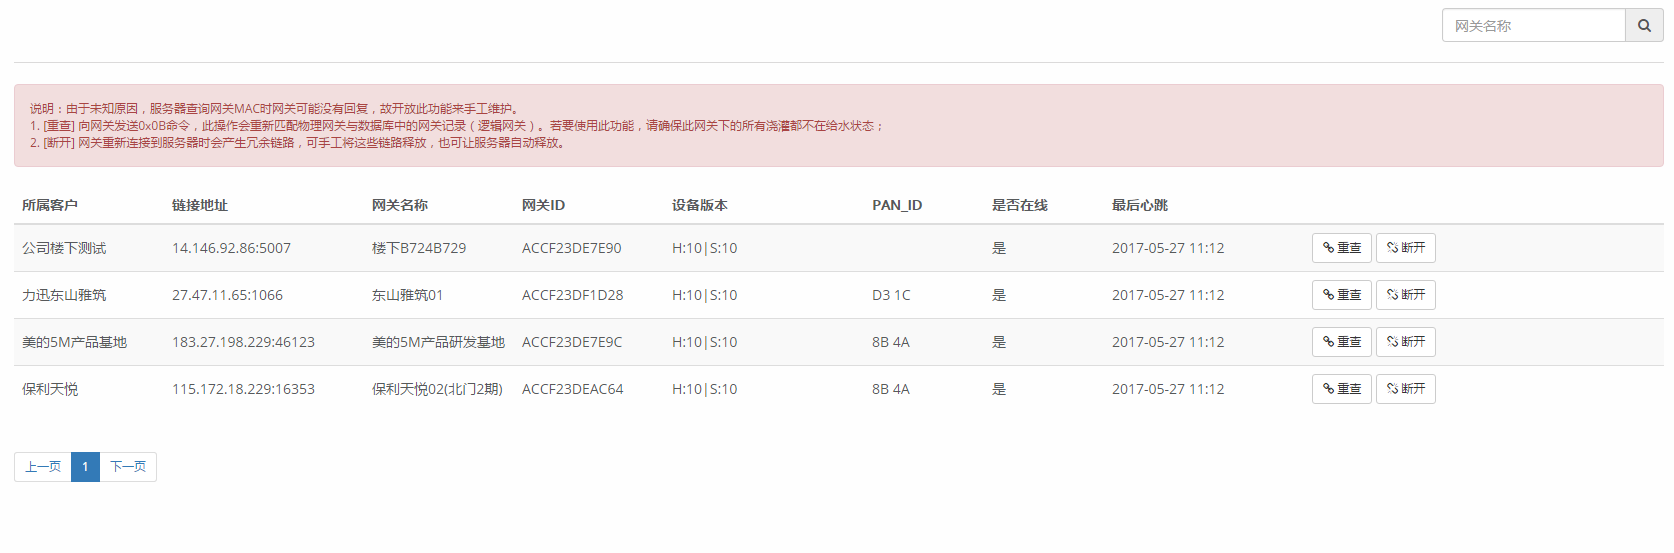 网关名称
说明：由于未知原因，服务器查询网关MAC时网关可能没有回复，故开放此功能来手工维护。
1. [重查] 向网关发送0x0B命令，此操作会重新匹配物理网关与数据库中的网关记录（逻辑网关）。若要使用此功能，请确保此网关下的所有浇灌都不在给水状态；
2. [断开] 网关重新连接到服务器时会产生冗余链路，可手工将这些链路释放，也可让服务器自动释放。
所属客户 链接地址 网关名称 网关ID 设备版本 PAN_ID 是否在线 最后心跳
公司楼下测试 14.146.92.86:5007 楼下B724B729 ACCF23DE7E90 H:10|S:10 是 2017-05-27 11:12 重查 断开
力迅东山雅筑 27.47.11.65:1066 东山雅筑01 ACCF23DF1D28 H:10|S:10 D3 1C 是 2017-05-27 11:12 重查 断开
美的5M产品基地 183.27.198.229:46123 美的5M产品研发基地 ACCF23DE7E9C H:10|S:10 8B 4A 是 2017-05-27 11:12 重查 断开
保利天悦 115.172.18.229:16353 保利天悦02(北门2期) ACCF23DEAC64 H:10|S:10 8B 4A 是 2017-05-27 11:12 重查 断开
上一页 1 下一页